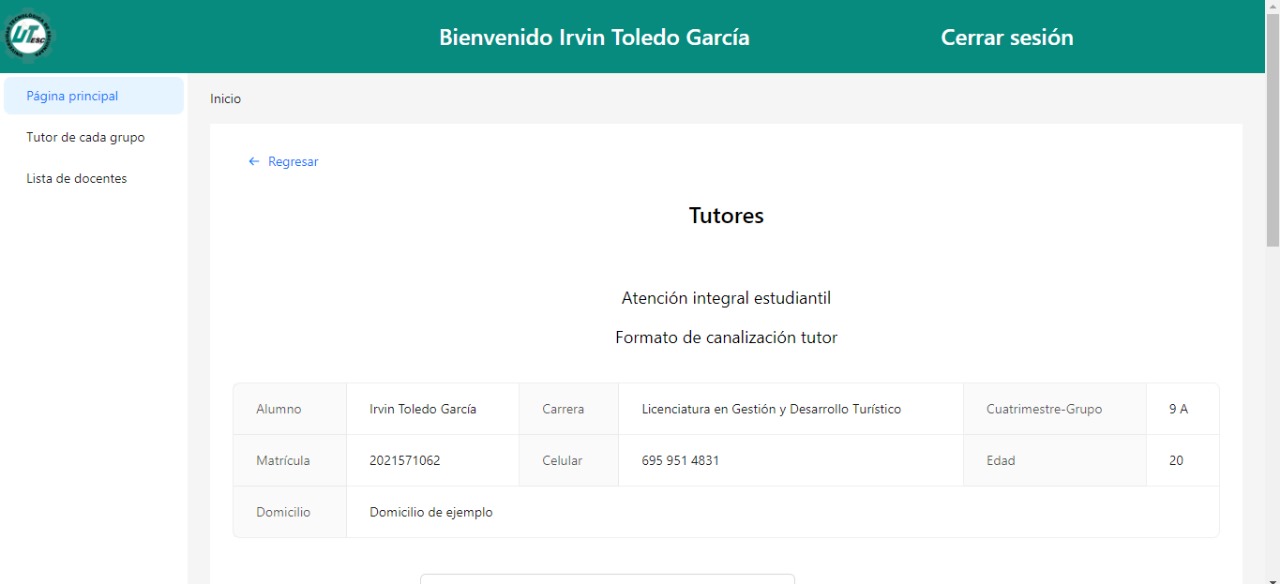 UTESC
Bienvenido Irvin Toledo García
Cerrar sesión
Página principal
Tutor de cada grupo
Lista de docentes
Inicio
← Regresar
Tutores
Atención integral estudiantil
Formato de canalización tutor
Alumno Irvin Toledo García Carrera Licenciatura en Gestión y Desarrollo Turístico Cuatrimestre-Grupo 9 A
Matrícula 2021571062 Celular 695 951 4831 Edad 20
Domicilio Domicilio de ejemplo